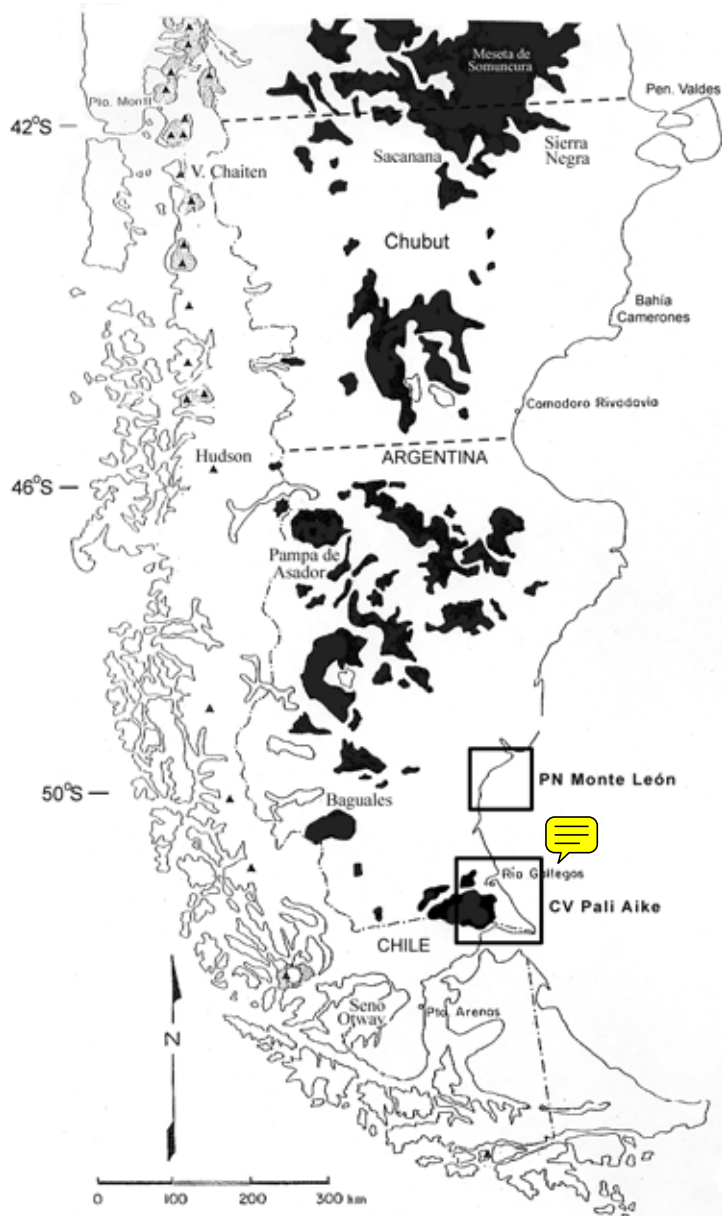 Meseta de
Somuncura
Pto. Montt
Pen. Valdes
42°S
Sacanana
Sierra
Negra
V. Chaiten
Chubut
Bahía
Camerones
Comodoro Rivadavia
Hudson
ARGENTINA
46°S
Pampa de
Asador
PN Monte León
50°S
Baguales
Rio Gallegos
CV Pali Aike
CHILE
Seno
Otway
Pto. Arenas
N
0 100 200 300 km